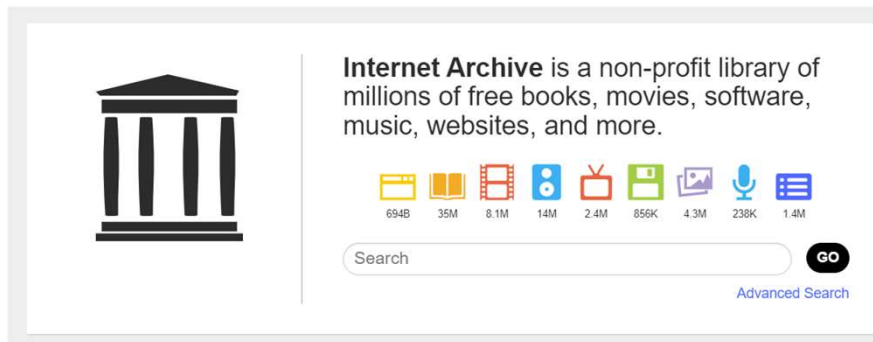 Internet Archive is a non-profit library of
millions of free books, movies, software,
music, websites, and more.
694B 35M 8.1M 14M 2.4M 856K 4.3M 238K 1.4M
Search GO
Advanced Search